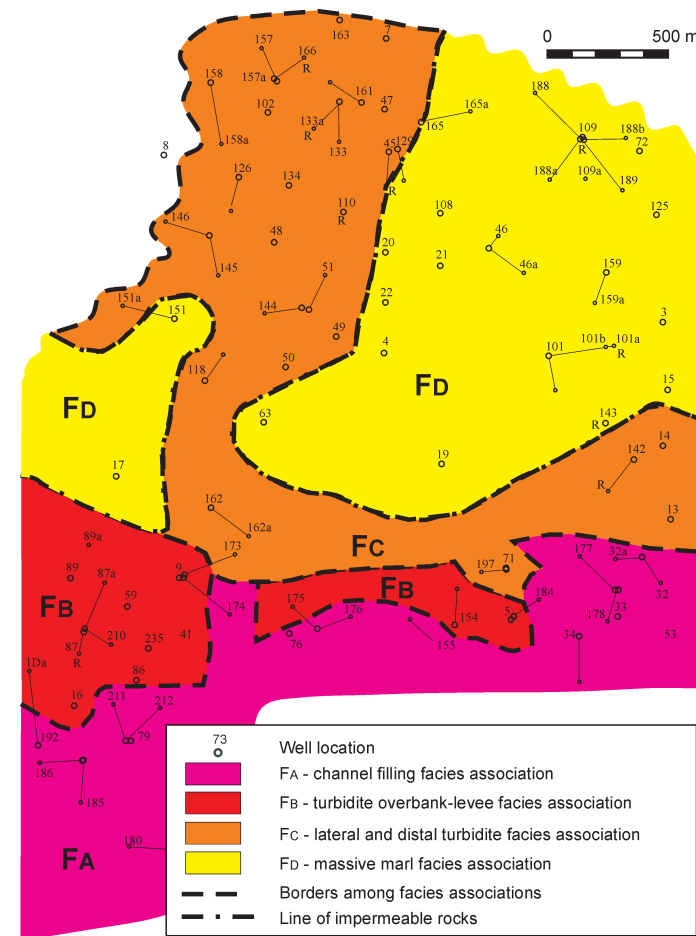 163
7
0 500 m
157
166
R
157a
158
161
102
47
165a
188
133a
R
165
133
109
R
188b
158a
8
45
129
72
126
134
R
188a
109a
189
110
R
108
125
146
48
46
20
21
46a
145
51
159
151a
151
144
22
159a
3
49
4
101
101b
101a
R
118
50
FD
FD
15
63
143
R
14
142
17
19
R
162
13
162a
89a
FC
173
177
32a
9
197
71
89
87a
FB
32
FB
59
174
175
184
176
5
178
33
154
210
235
41
87
R
76
155
34
53
1Da
86
16
211
212
192
79
186
185
180
FA
73
Well location
FA - channel filling facies association
FB - turbidite overbank-levee facies association
FC - lateral and distal turbidite facies association
FD - massive marl facies association
Borders among facies associations
Line of impermeable rocks